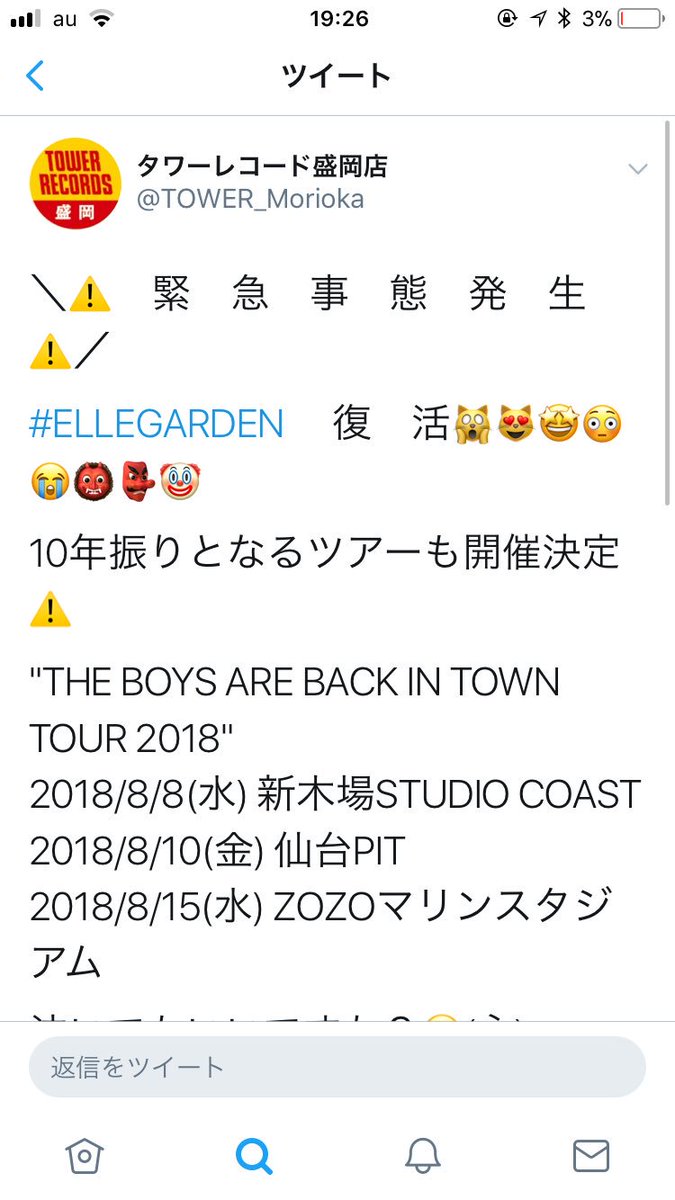 au 19:26 3%
ツイート
TOWER
RECORDS
盛岡
タワーレコード盛岡店
@TOWER_Morioka
＼⚠️ 緊 急 事 態 発 生
⚠️／
#ELLEGARDEN 復 活🙀😻🤩😳
😭👹👺🤡
10年振りとなるツアーも開催決定
⚠️
"THE BOYS ARE BACK IN TOWN
TOUR 2018"
2018/8/8(水) 新木場STUDIO COAST
2018/8/10(金) 仙台PIT
2018/8/15(水) ZOZOマリンスタジ
アム
返信をツイート